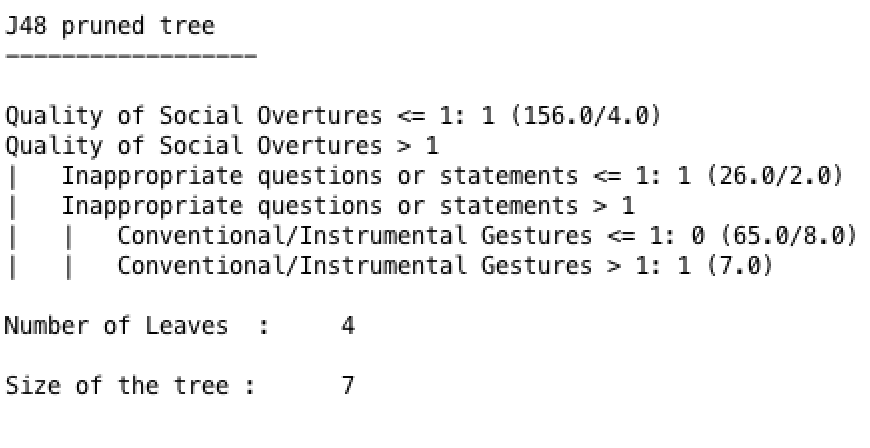 J48 pruned tree
------------------
Quality of Social Overtures <= 1: 1 (156.0/4.0)
Quality of Social Overtures > 1
|   Inappropriate questions or statements <= 1: 1 (26.0/2.0)
|   Inappropriate questions or statements > 1
|   |   Conventional/Instrumental Gestures <= 1: 0 (65.0/8.0)
|   |   Conventional/Instrumental Gestures > 1: 1 (7.0)
Number of Leaves  :     4
Size of the tree :      7